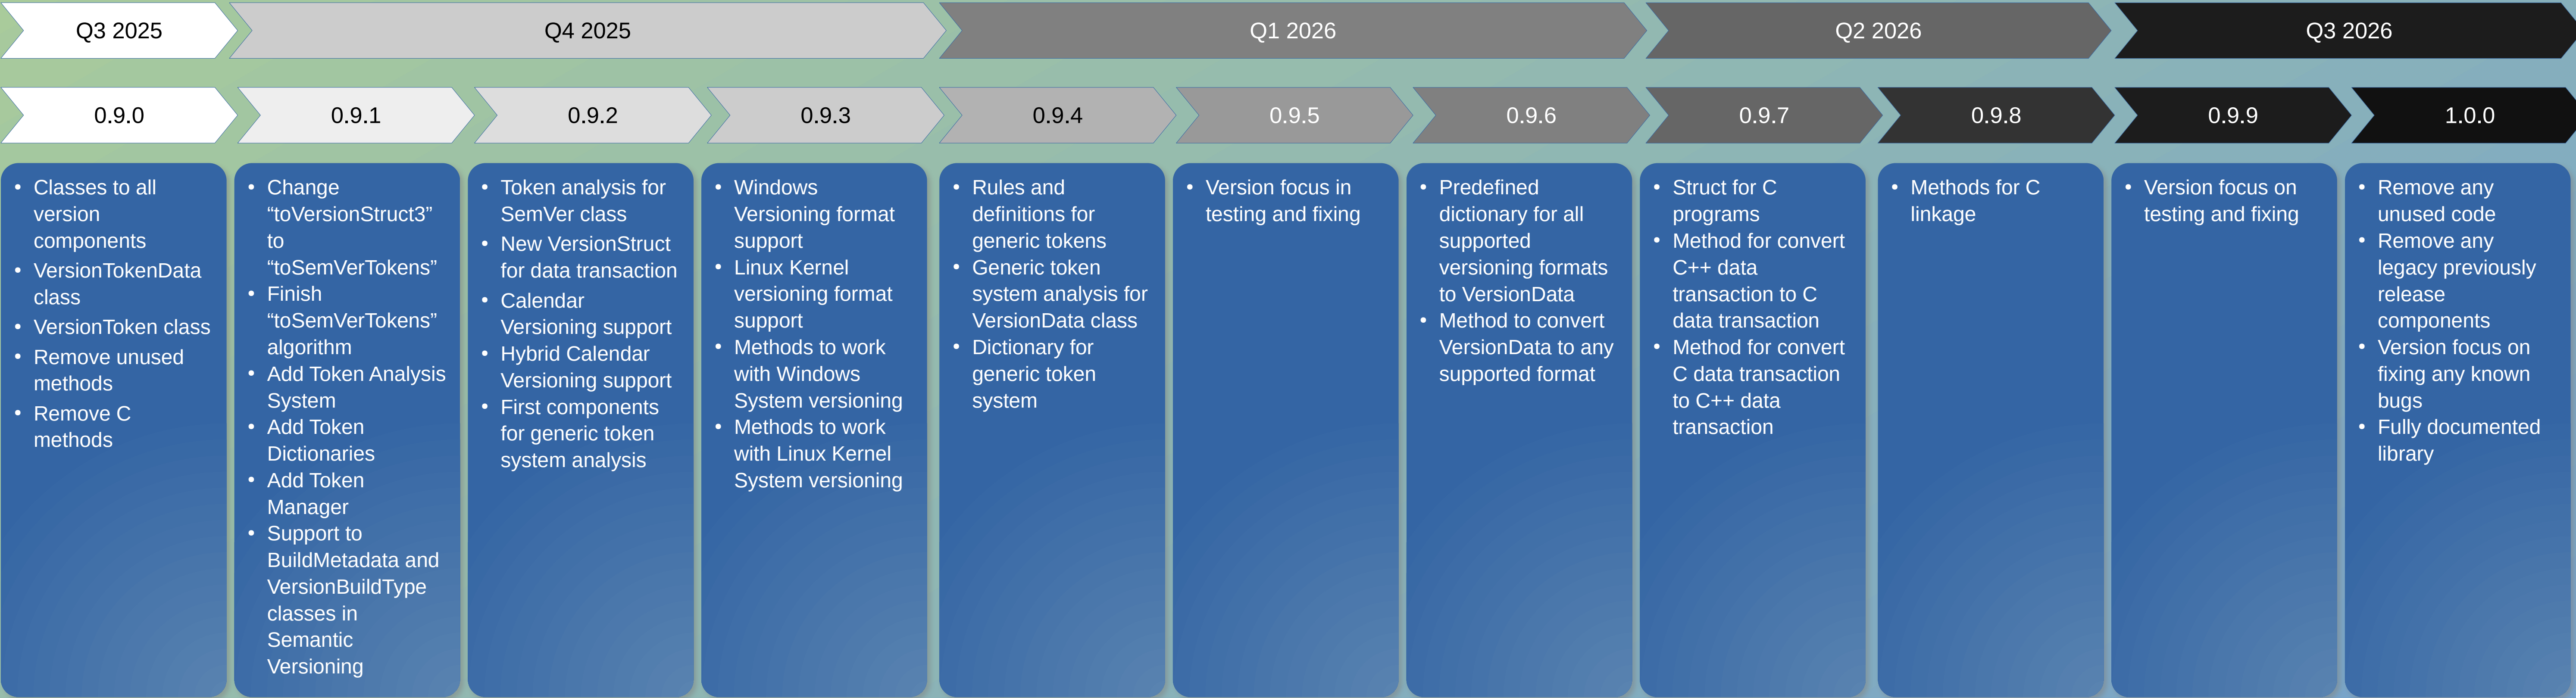 Q3 2025
Q4 2025
Q1 2026
Q2 2026
Q3 2026
0.9.0
0.9.1
0.9.2
0.9.3
0.9.4
0.9.5
0.9.6
0.9.7
0.9.8
0.9.9
1.0.0
• Classes to all
version
components
• VersionTokenData
class
• VersionToken class
• Remove unused
methods
• Remove C
methods
• Change
“toVersionStruct3”
to
“toSemVerTokens”
• Finish
“toSemVerTokens”
algorithm
• Add Token Analysis
System
• Add Token
Dictionaries
• Add Token
Manager
• Support to
BuildMetadata and
VersionBuildType
classes in
Semantic
Versioning
• Token analysis for
SemVer class
• New VersionStruct
for data transaction
• Calendar
Versioning support
• Hybrid Calendar
Versioning support
• First components
for generic token
system analysis
• Windows
Versioning format
support
• Linux Kernel
versioning format
support
• Methods to work
with Windows
System versioning
• Methods to work
with Linux Kernel
System versioning
• Rules and
definitions for
generic tokens
• Generic token
system analysis for
VersionData class
• Dictionary for
generic token
system
• Version focus in
testing and fixing
• Predefined
dictionary for all
supported
versioning formats
to VersionData
• Method to convert
VersionData to any
supported format
• Struct for C
programs
• Method for convert
C++ data
transaction to C
data transaction
• Method for convert
C data transaction
to C++ data
transaction
• Methods for C
linkage
• Version focus on
testing and fixing
• Remove any
unused code
• Remove any
legacy previously
release
components
• Version focus on
fixing any known
bugs
• Fully documented
library